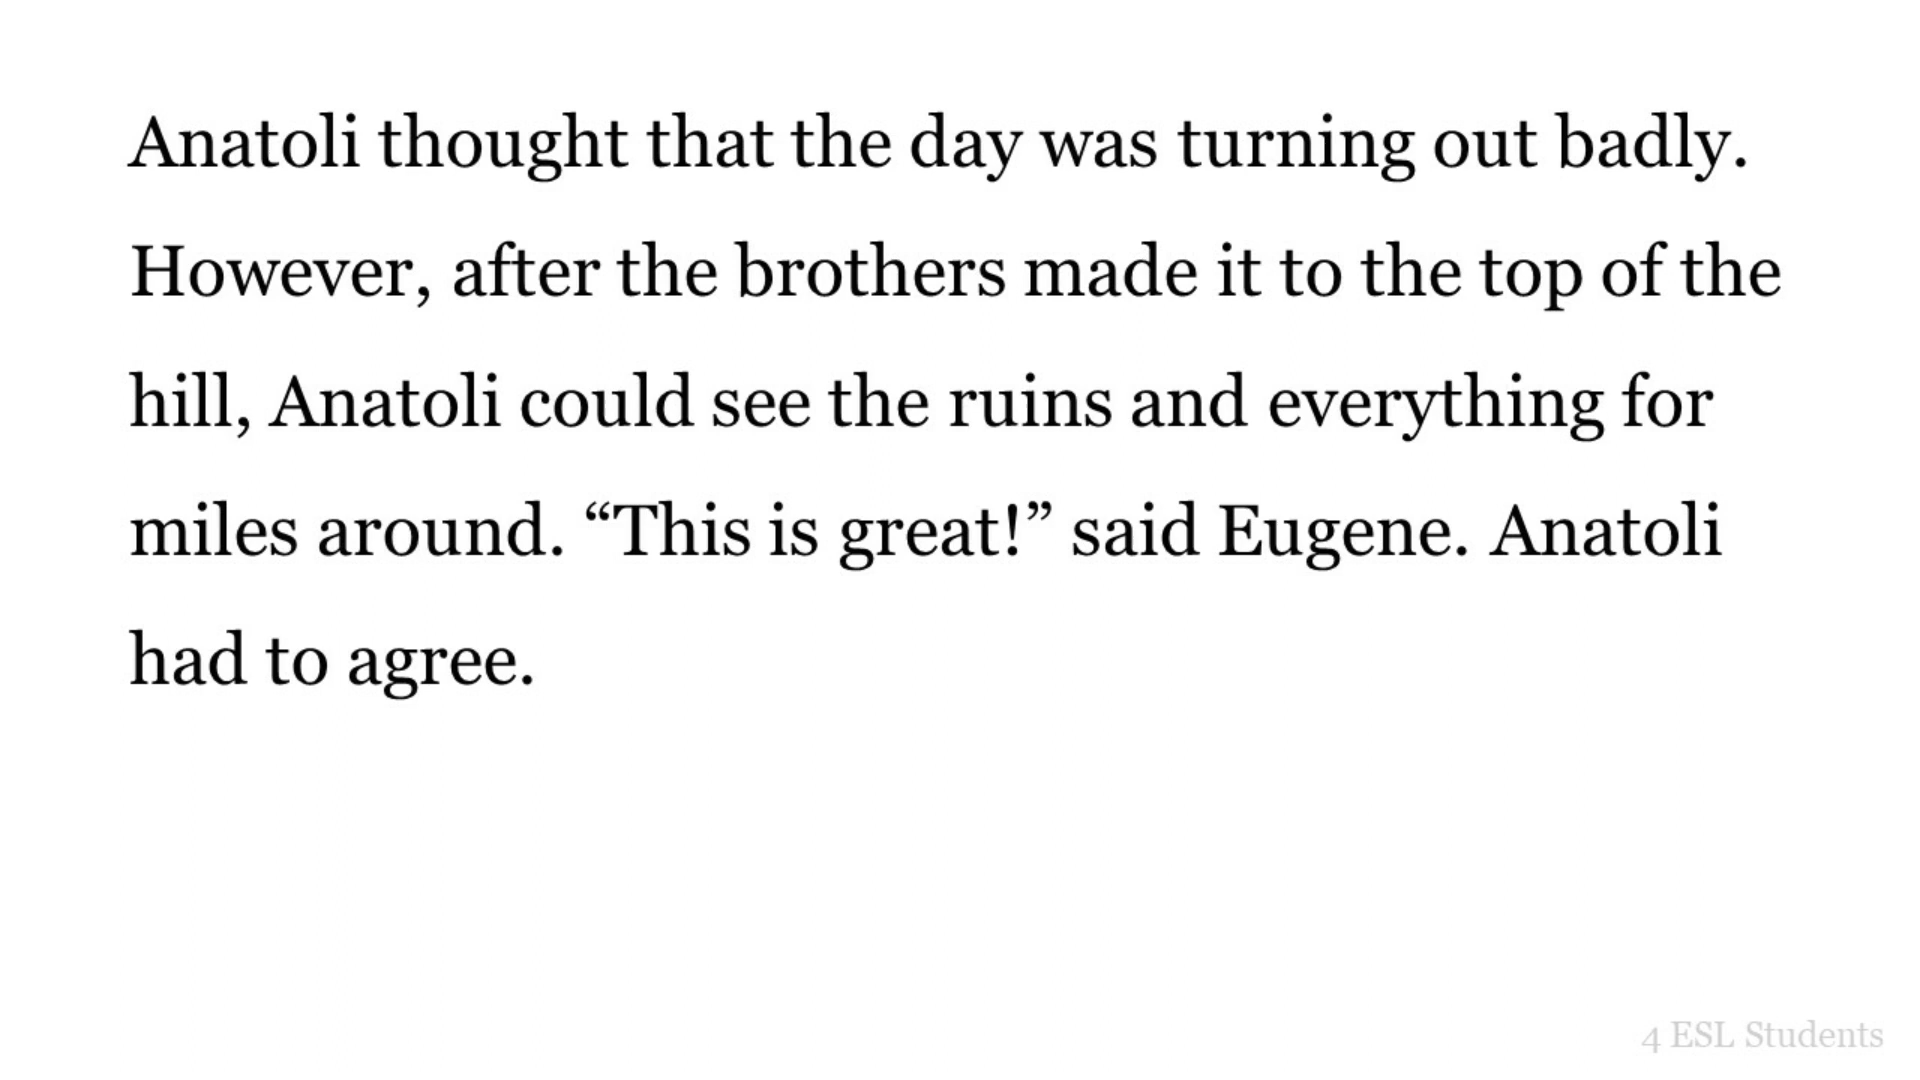 Anatoli thought that the day was turning out badly.
However, after the brothers made it to the top of the
hill, Anatoli could see the ruins and everything for
miles around. “This is great!” said Eugene. Anatoli
had to agree.
4 ESL Students